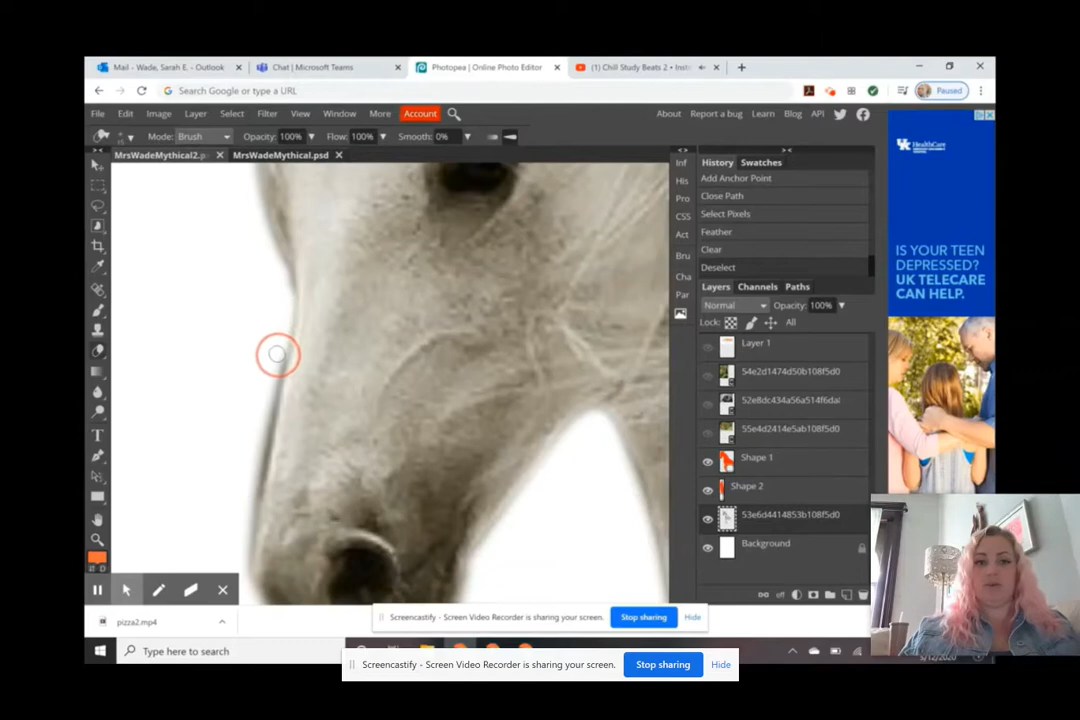 Mail - Wade, Sarah E. - Outlook
Chat | Microsoft Teams
Photopea | Online Photo Editor
(1) Chill Study Beats 2 • Inst
Search Google or type a URL
Paused
File Edit Image Layer Select Filter View Window More Account
About Report a bug Learn Blog API
Mode: Brush Opacity: 100% Flow: 100% Smooth: 0%
MrsWadeMythical2.p MrsWadeMythical.psd
Inf
His
Pro
CSS
Act
Bru
Cha
Par
History Swatches
Add Anchor Point
Close Path
Select Pixels
Feather
Clear
Deselect
Layers Channels Paths
Normal Opacity: 100%
Lock: All
Layer 1
54e2d1474d50b108f5d0
52e8dc434a56a514f6dal
55e4d2414e5ab108f5d0
Shape 1
Shape 2
53e6d4414853b108f5d0
Background
eff
UK HealthCare
IS YOUR TEEN
DEPRESSED?
UK TELECARE
CAN HELP.
pizza2.mp4
Screencastify - Screen Video Recorder is sharing your screen. Stop sharing Hide
Type here to search
Screencastify - Screen Video Recorder is sharing your screen. Stop sharing Hide